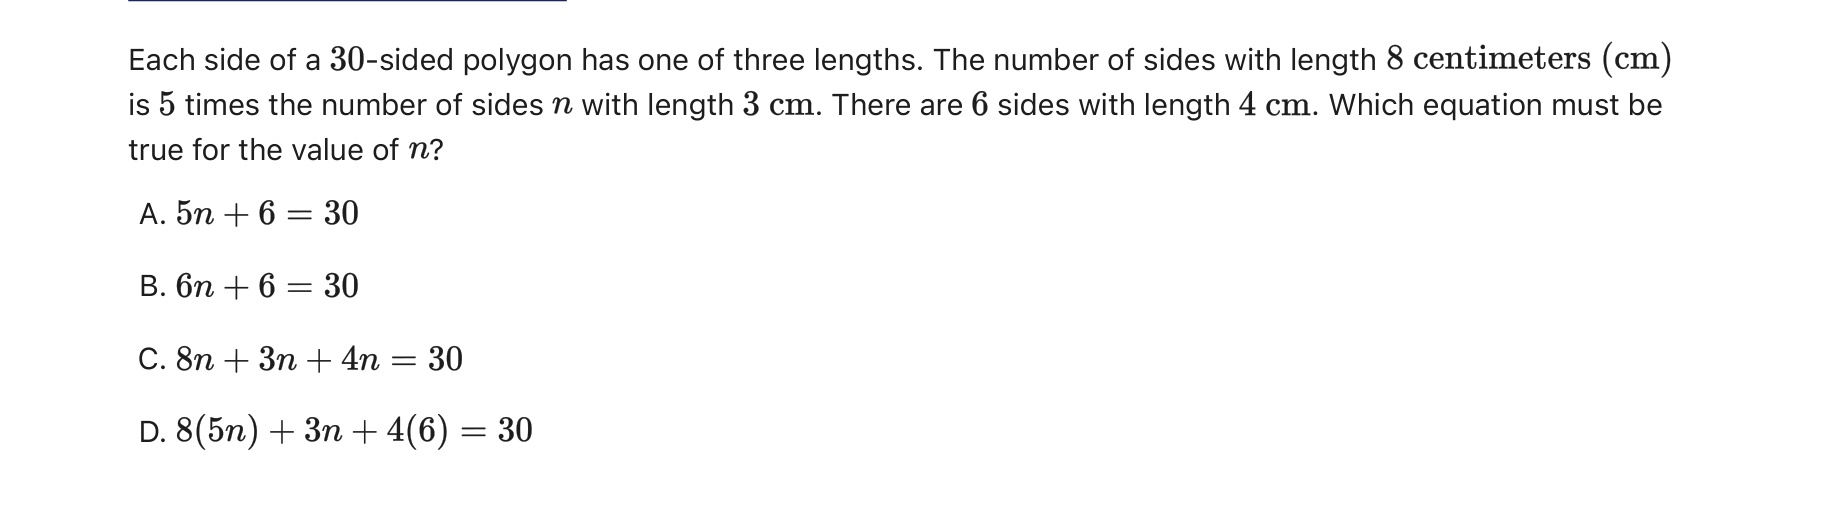 Each side of a 30-sided polygon has one of three lengths. The number of sides with length 8 centimeters (cm)
is 5 times the number of sides n with length 3 cm. There are 6 sides with length 4 cm. Which equation must be
true for the value of n?
A. 5n + 6 = 30
B. 6n + 6 = 30
C. 8n + 3n + 4n = 30
D. 8(5n) + 3n + 4(6) = 30